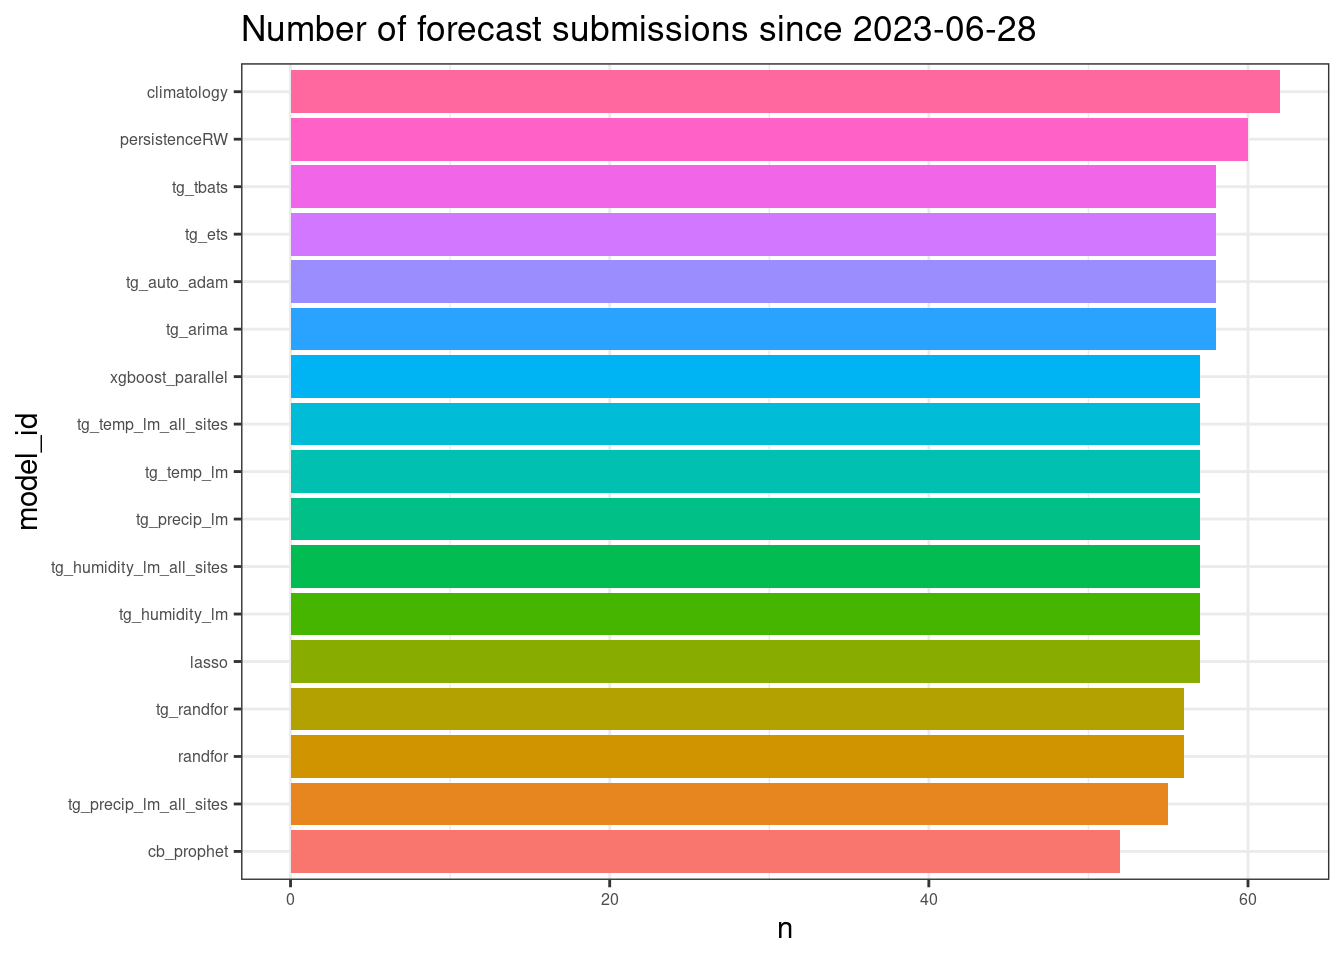 Number of forecast submissions since 2023-06-28
climatology
persistenceRW
tg_tbats
tg_ets
tg_auto_adam
tg_arima
xgboost_parallel
tg_temp_lm_all_sites
tg_temp_lm
tg_precip_lm
tg_humidity_lm_all_sites
tg_humidity_lm
lasso
tg_randfor
randfor
tg_precip_lm_all_sites
cb_prophet
model_id
0 20 40 60
n